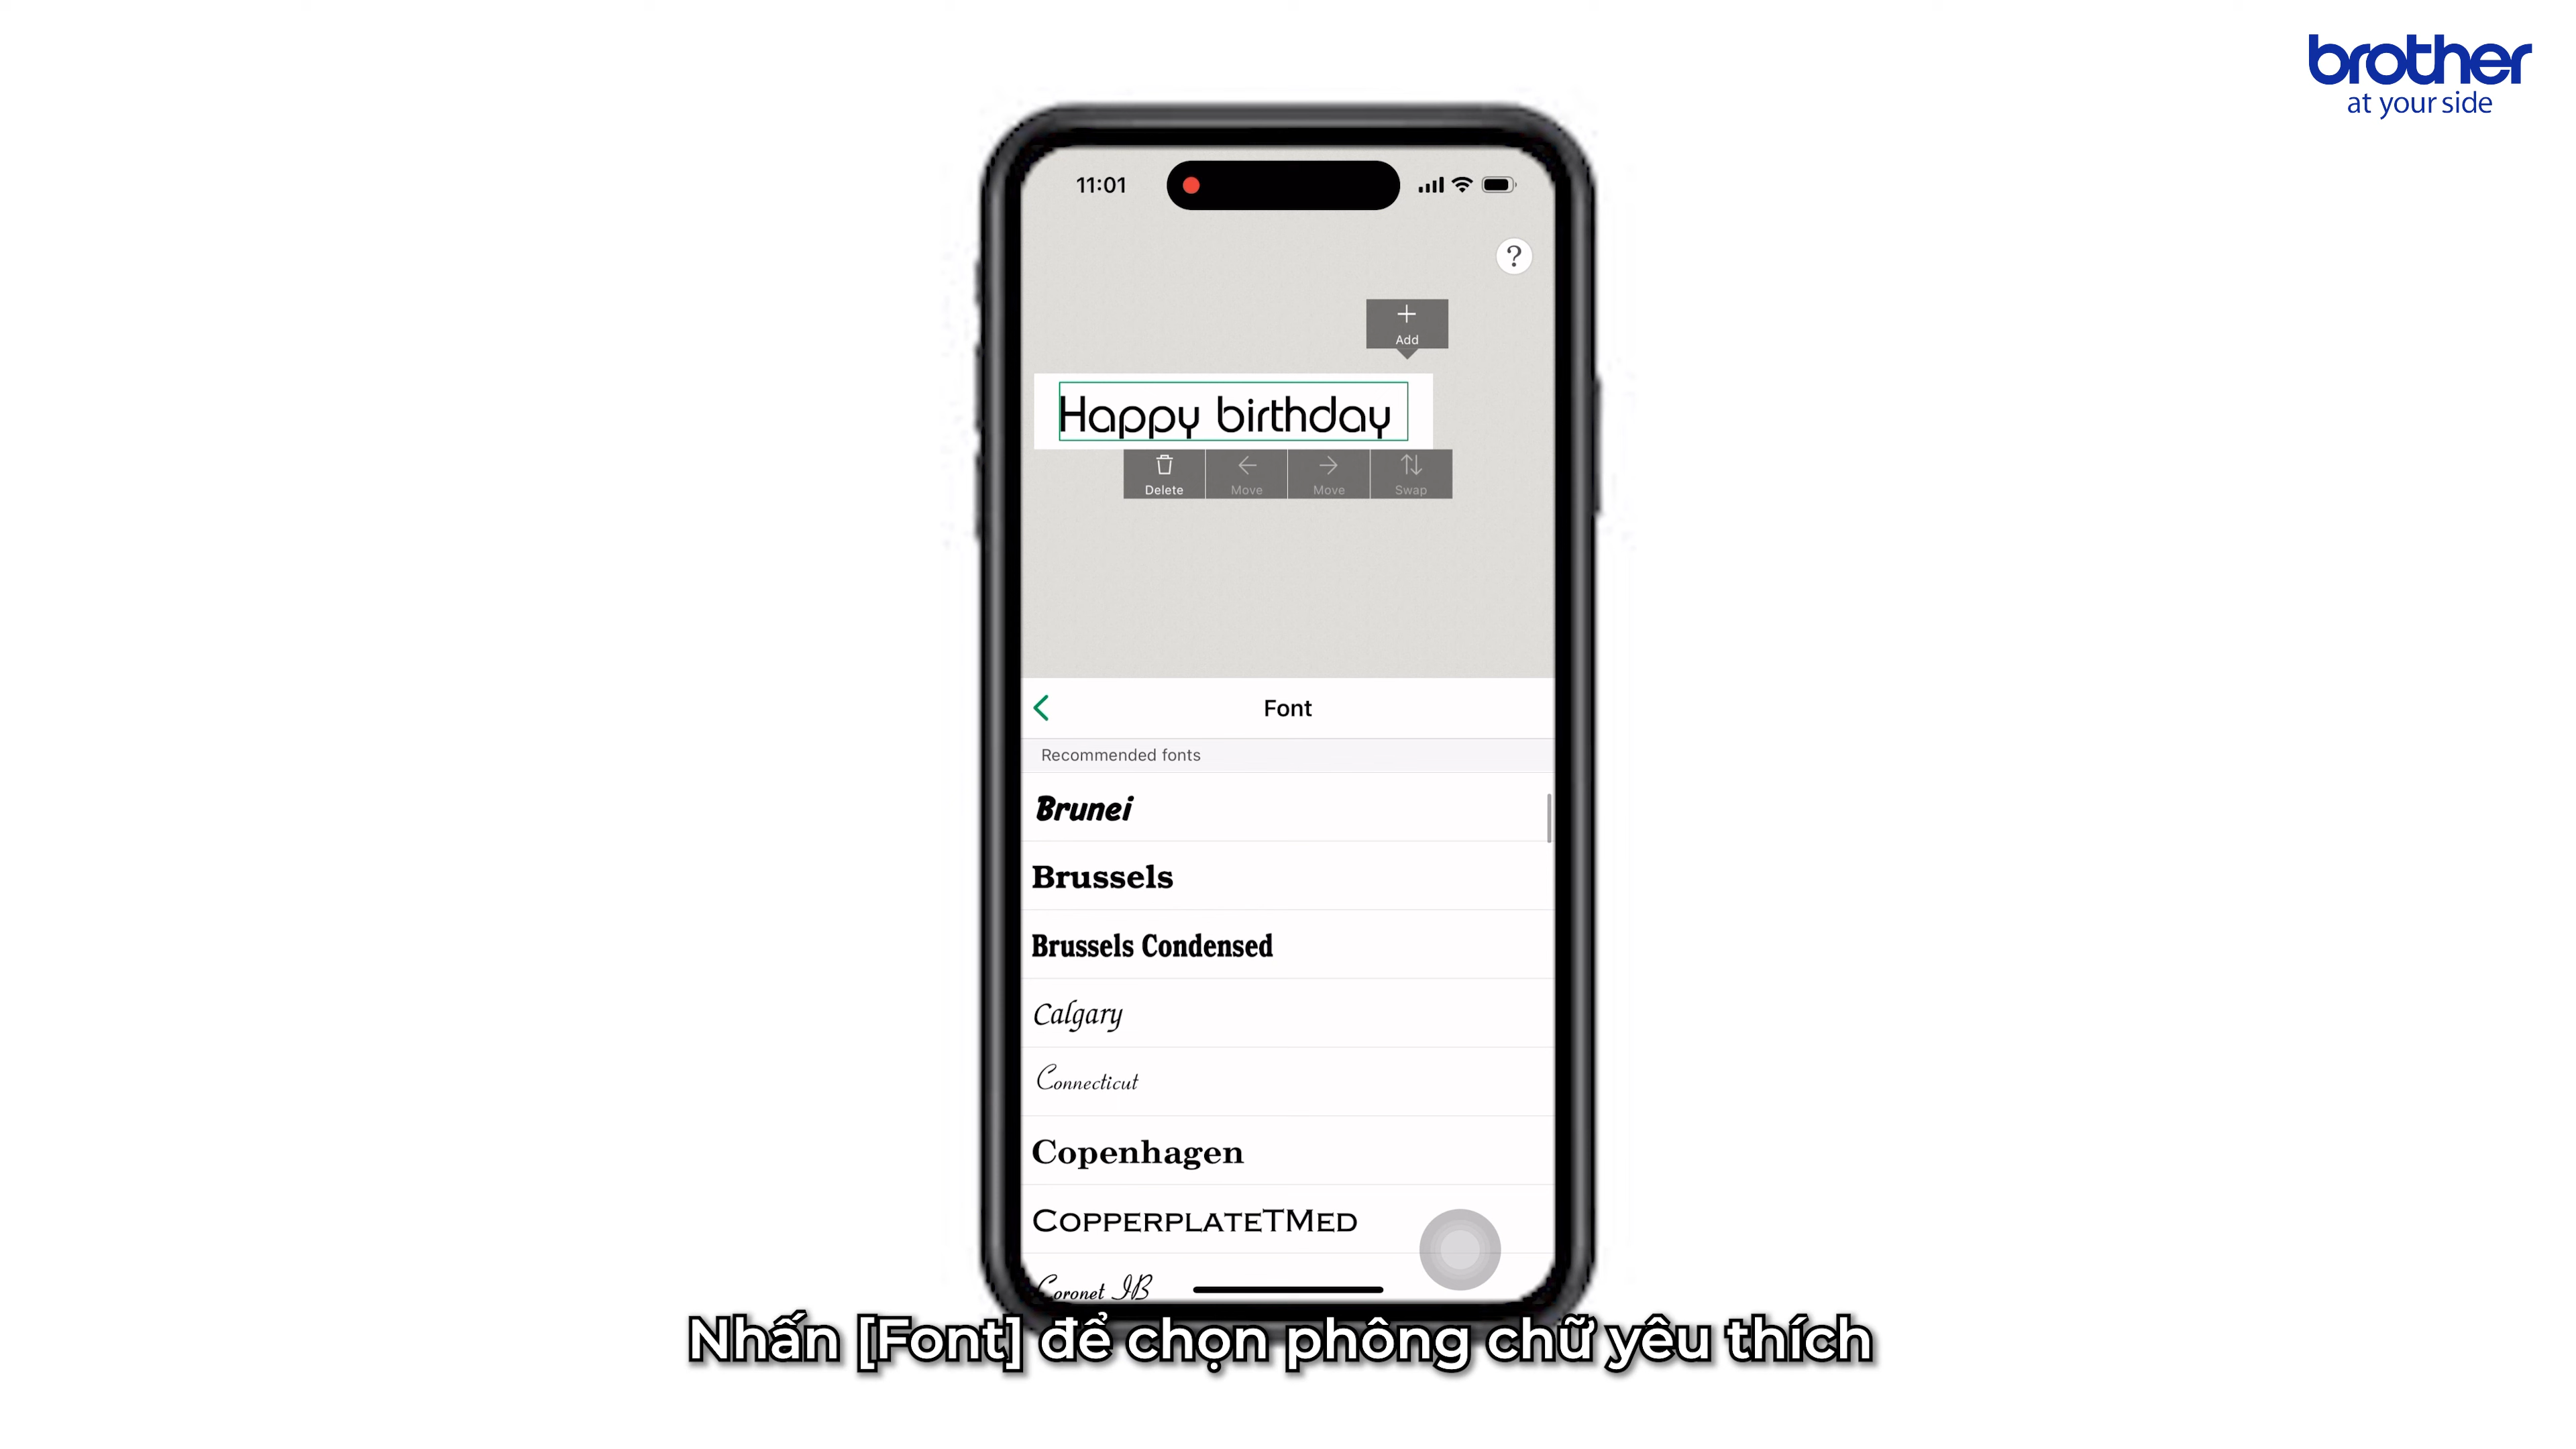 brother
at your side
11:01
?
Add
Happy birthday
Delete
Move
Move
Swap
Font
Recommended fonts
Brunei
Brussels
Brussels Condensed
Calgary
Connecticut
Copenhagen
CopperplateTMed
Coronet IB
Nhấn [Font] để chọn phông chữ yêu thích